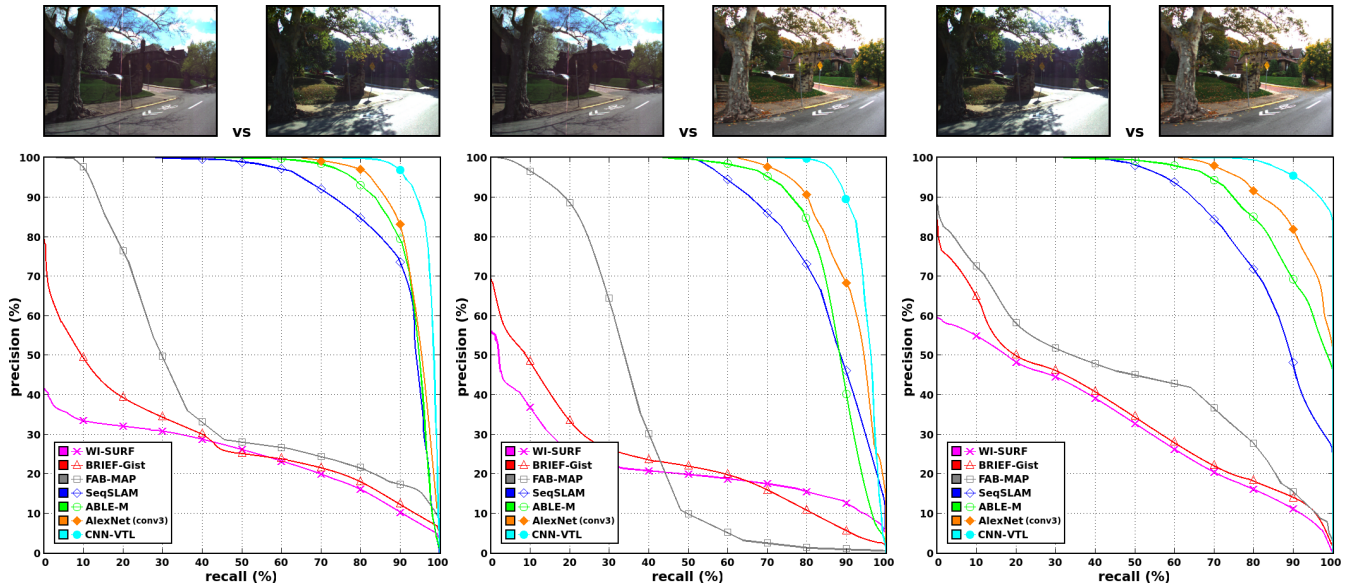 vs
vs
vs
precision (%)
100
90
80
70
60
50
40
30
20
10
0
WI-SURF
BRIEF-Gist
FAB-MAP
SeqSLAM
ABLE-M
AlexNet (conv3)
CNN-VTL
0 10 20 30 40 50 60 70 80 90 100
recall (%)
precision (%)
100
90
80
70
60
50
40
30
20
10
0
WI-SURF
BRIEF-Gist
FAB-MAP
SeqSLAM
ABLE-M
AlexNet (conv3)
CNN-VTL
0 10 20 30 40 50 60 70 80 90 100
recall (%)
precision (%)
100
90
80
70
60
50
40
30
20
10
0
WI-SURF
BRIEF-Gist
FAB-MAP
SeqSLAM
ABLE-M
AlexNet (conv3)
CNN-VTL
0 10 20 30 40 50 60 70 80 90 100
recall (%)